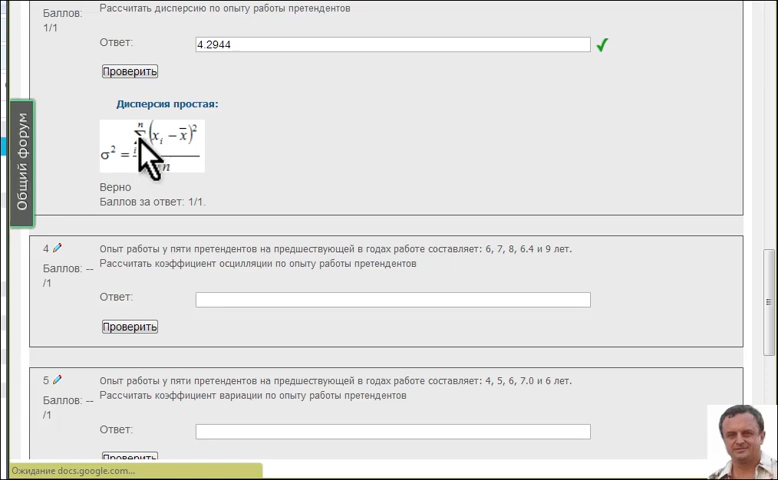 Рассчитать дисперсию по опыту работы претендентов
Баллов:
1/1
Ответ:
4.2944
Проверить
Дисперсия простая:
Верно
Баллов за ответ: 1/1.
Общий форум
4
Опыт работы у пяти претендентов на предшествующей в годах работе составляет: 6, 7, 8, 6.4 и 9 лет.
Баллов: --
/1
Рассчитать коэффициент осцилляции по опыту работы претендентов
Ответ:
Проверить
5
Опыт работы у пяти претендентов на предшествующей в годах работе составляет: 4, 5, 6, 7.0 и 6 лет.
Баллов: --
/1
Рассчитать коэффициент вариации по опыту работы претендентов
Ответ:
Проверить
Ожидание docs.google.com...